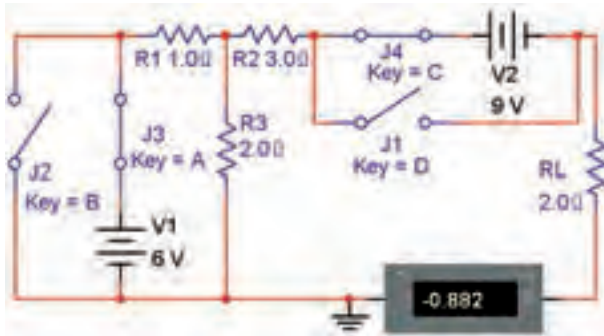 R1 1.0Ω R2 3.0Ω
J4
Key = C
V2
9 V
J3
Key = A
R3
2.0Ω
J1
Key = D
J2
Key = B
RL
2.0Ω
V1
6 V
-0.882